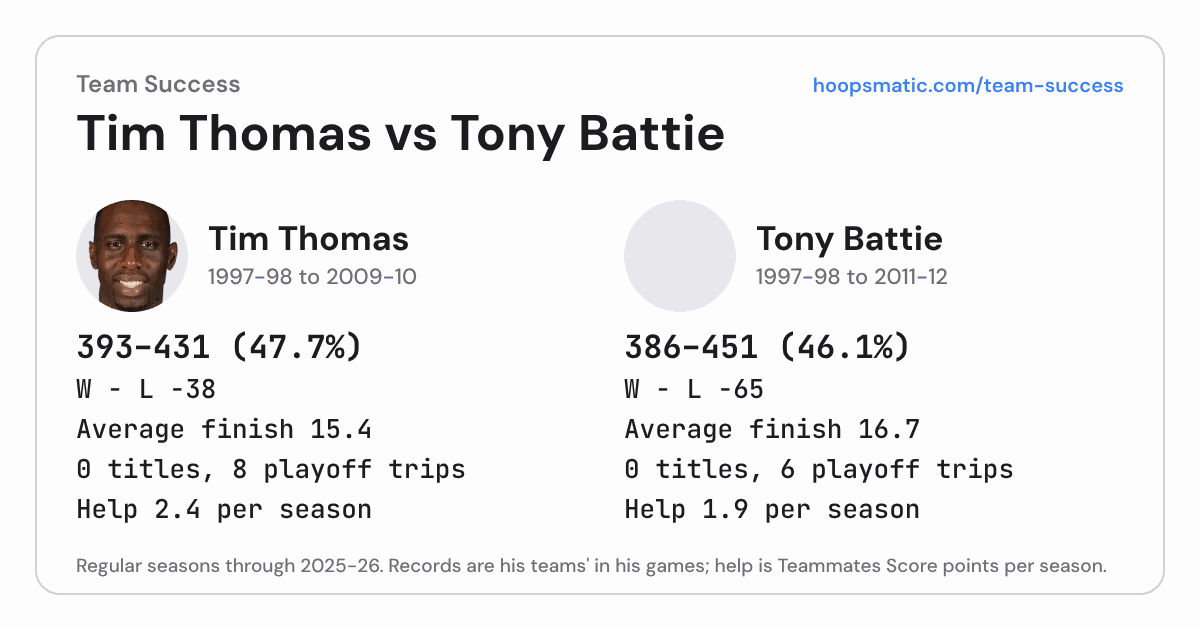 Team Success
hoopsmatic.com/team-success
Tim Thomas vs Tony Battie
Tim Thomas
1997–98 to 2009–10
393–431 (47.7%)
W - L -38
Average finish 15.4
0 titles, 8 playoff trips
Help 2.4 per season
Tony Battie
1997–98 to 2011–12
386–451 (46.1%)
W - L -65
Average finish 16.7
0 titles, 6 playoff trips
Help 1.9 per season
Regular seasons through 2025-26. Records are his teams' in his games; help is Teammates Score points per season.